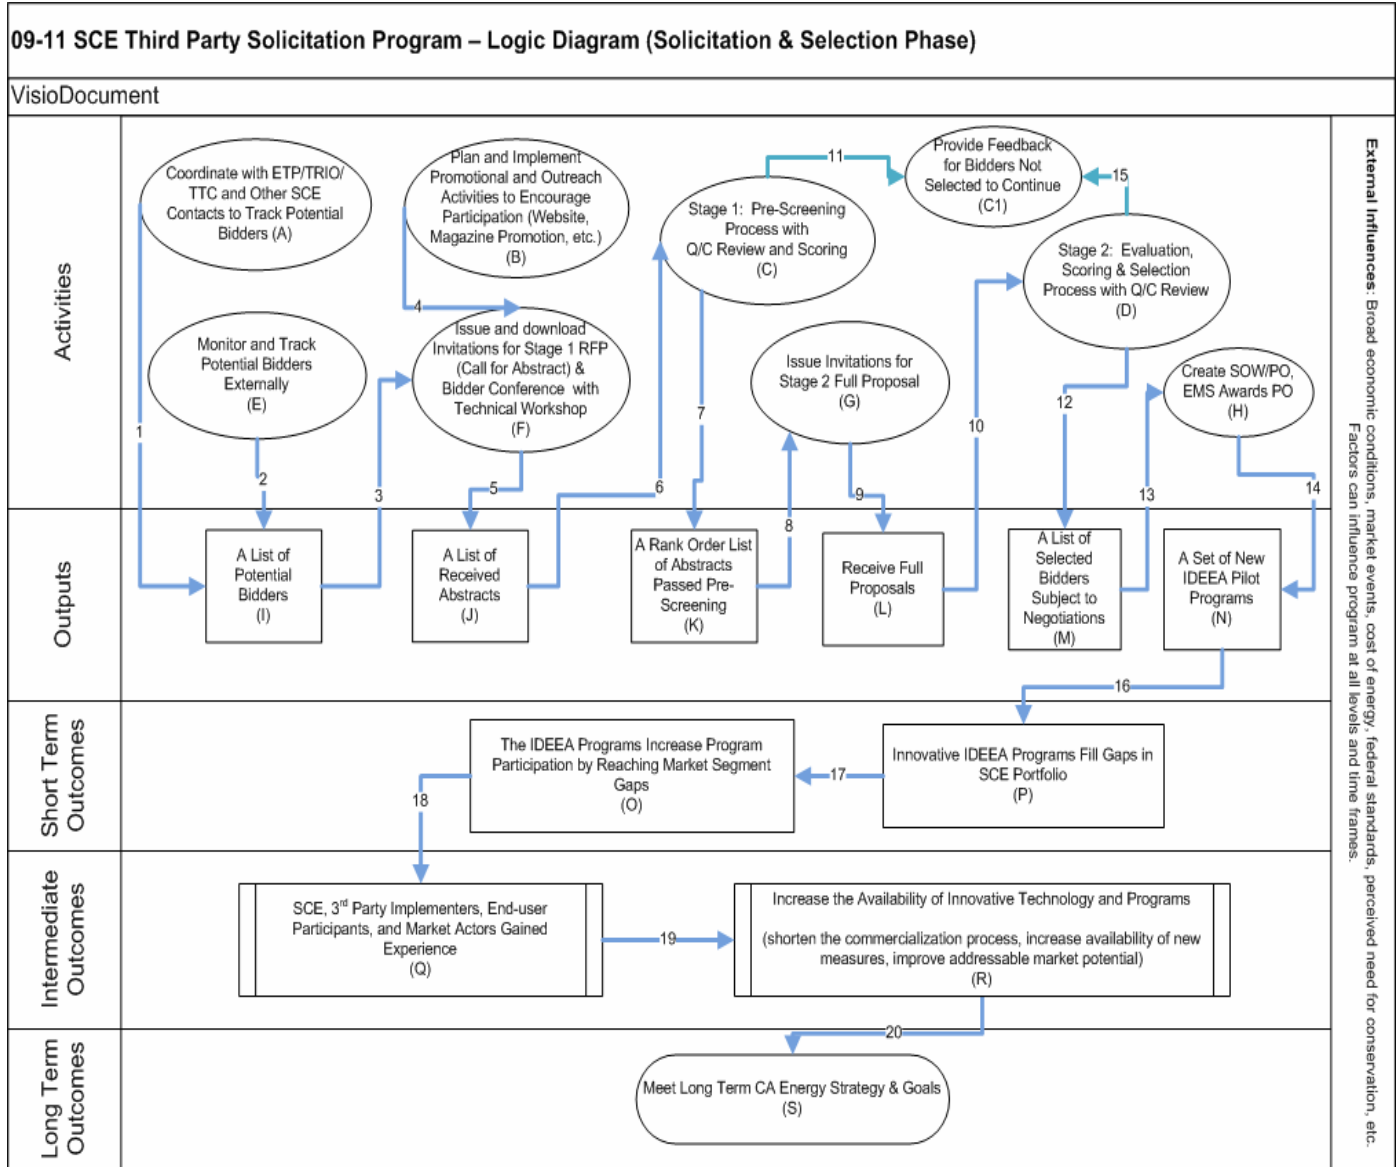 09-11 SCE Third Party Solicitation Program – Logic Diagram (Solicitation & Selection Phase)
VisioDocument
Activities
Coordinate with ETP/TRIO/
TTC and Other SCE
Contacts to Track Potential
Bidders (A)
Plan and Implement
Promotional and Outreach
Activities to Encourage
Participation (Website,
Magazine Promotion, etc.)
(B)
Stage 1: Pre-Screening
Process with
Q/C Review and Scoring
(C)
11
Provide Feedback
for Bidders Not
Selected to Continue
(C1)
15
Stage 2: Evaluation,
Scoring & Selection
Process with Q/C Review
(D)
Monitor and Track
Potential Bidders
Externally
(E)
4
Issue and download
Invitations for Stage 1 RFP
(Call for Abstract) &
Bidder Conference with
Technical Workshop
(F)
Issue Invitations for
Stage 2 Full Proposal
(G)
Create SOW/PO,
EMS Awards PO
(H)
1
2
3
5
6
7
8
9
10
12
13
14
Outputs
A List of
Potential
Bidders
(I)
A List of
Received
Abstracts
(J)
A Rank Order List
of Abstracts
Passed Pre-
Screening
(K)
Receive Full
Proposals
(L)
A List of
Selected
Bidders
Subject to
Negotiations
(M)
A Set of New
IDEEA Pilot
Programs
(N)
16
Short Term
Outcomes
The IDEEA Programs Increase Program
Participation by Reaching Market Segment
Gaps
(O)
17
Innovative IDEEA Programs Fill Gaps in
SCE Portfolio
(P)
18
Intermediate
Outcomes
SCE, 3rd Party Implementers, End-user
Participants, and Market Actors Gained
Experience
(Q)
19
Increase the Availability of Innovative Technology and Programs
(shorten the commercialization process, increase availability of new
measures, improve addressable market potential)
(R)
20
Long Term
Outcomes
Meet Long Term CA Energy Strategy & Goals
(S)
External Influences: Broad economic conditions, market events, cost of energy, federal standards, perceived need for conservation, etc.
Factors can influence program at all levels and time frames.